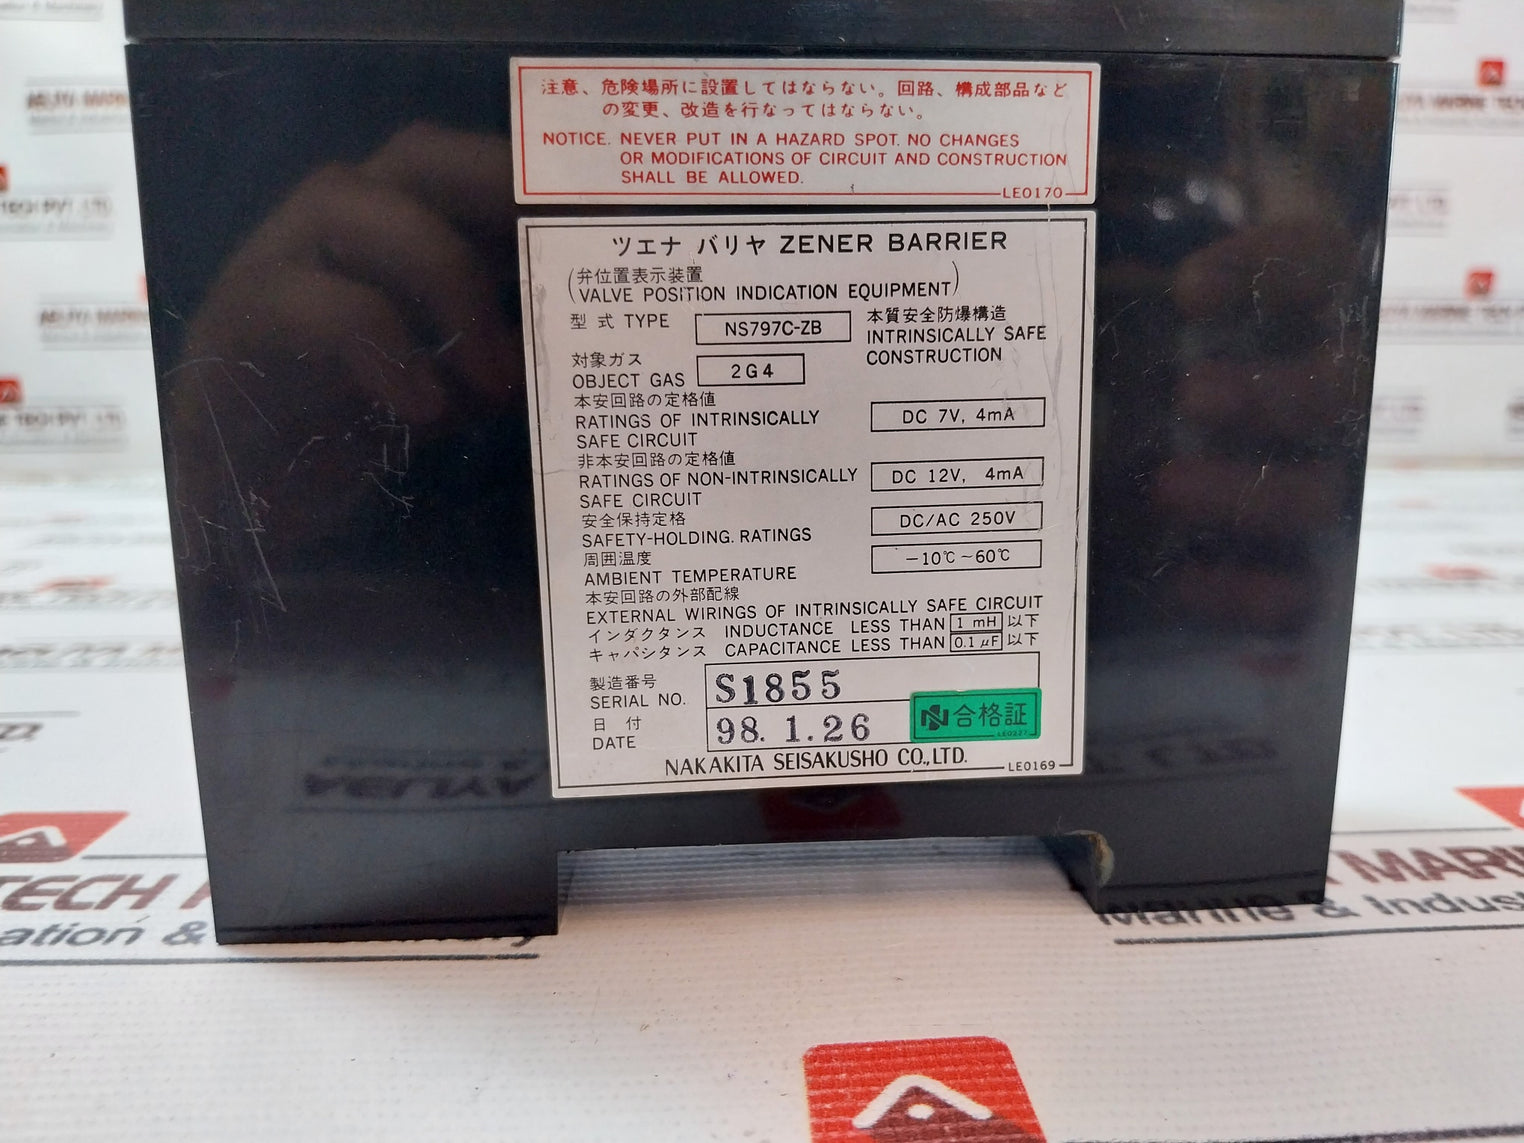 注意、危険場所に設置してはならない。回路、構成部品など
の変更、改造を行なってはならない。
NOTICE. NEVER PUT IN A HAZARD SPOT. NO CHANGES
OR MODIFICATIONS OF CIRCUIT AND CONSTRUCTION
SHALL BE ALLOWED.
LE0170
ツエナ バリヤ ZENER BARRIER
(弁位置表示装置
VALVE POSITION INDICATION EQUIPMENT)
型式 TYPE NS797C-ZB
本質安全防爆構造
INTRINSICALLY SAFE
CONSTRUCTION
対象ガス
OBJECT GAS 2G4
本安回路の定格値
RATINGS OF INTRINSICALLY
SAFE CIRCUIT
DC 7V, 4mA
非本安回路の定格値
RATINGS OF NON-INTRINSICALLY
SAFE CIRCUIT
DC 12V, 4mA
安全保持定格
SAFETY-HOLDING. RATINGS
DC/AC 250V
周囲温度
AMBIENT TEMPERATURE
-10℃~60℃
本安回路の外部配線
EXTERNAL WIRINGS OF INTRINSICALLY SAFE CIRCUIT
インダクタンス INDUCTANCE LESS THAN 1 mH 以下
キャパシタンス CAPACITANCE LESS THAN 0.1 μF 以下
製造番号
SERIAL NO. S1855
日付
DATE 98. 1. 26
合格証
LE0227
NAKAKITA SEISAKUSHO CO.,LTD.
LE0169
TECH
ation &
MARIN
Marine & Indus